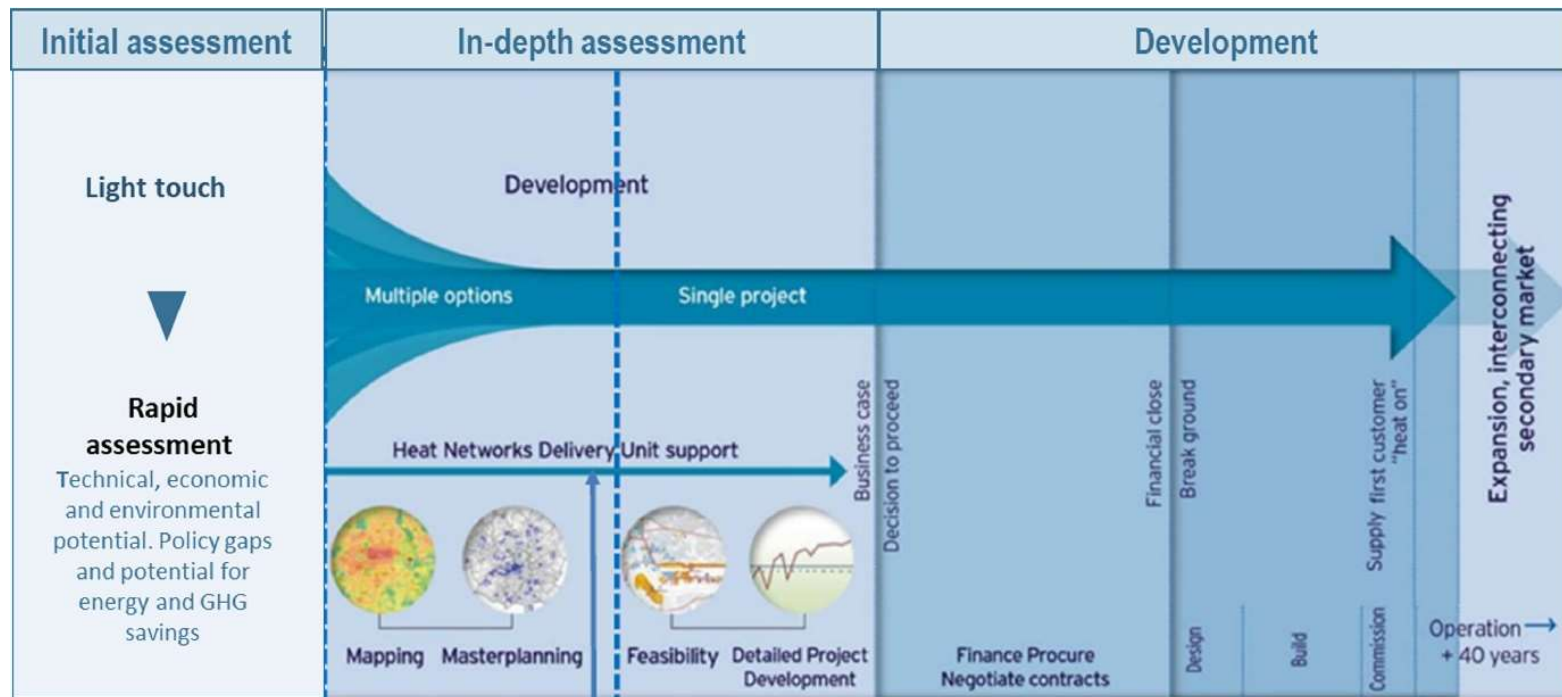 Initial assessment
In-depth assessment
Development
Light touch
Rapid
assessment
Technical, economic
and environmental
potential. Policy gaps
and potential for
energy and GHG
savings
Development
Multiple options
Single project
Heat Networks Delivery Unit support
Mapping
Masterplanning
Feasibility
Detailed Project
Development
Business case
Decision to proceed
Finance Procure
Negotiate contracts
Financial close
Break ground
Design
Build
Commission
Supply first customer
"heat on"
Operation
+ 40 years
Expansion, interconnecting
secondary market